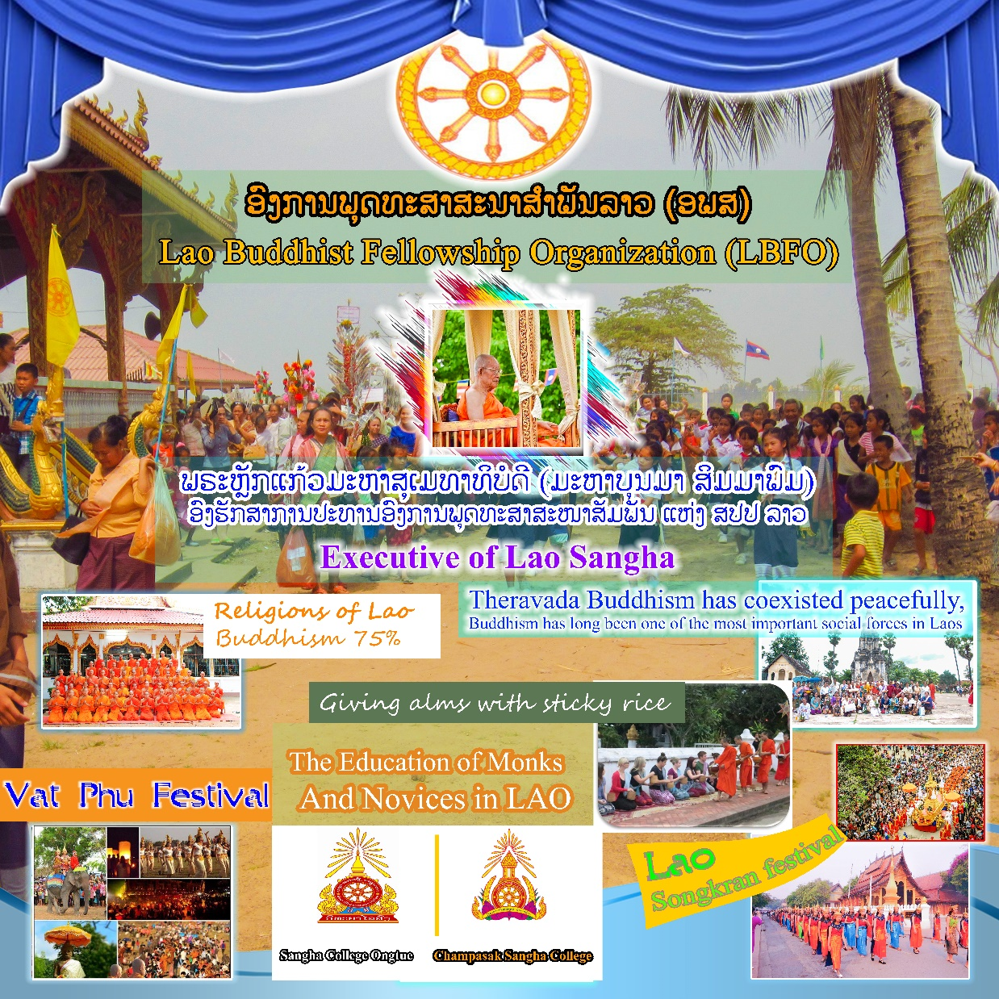 ອົງການພຸດທະສາສະນາສຳພັນລາວ (ອພສ)
Lao Buddhist Fellowship Organization (LBFO)
ພຣະຫຼັກແກ້ວມະຫາສຸເມທາທິບໍດີ (ມະຫາບຸນມາ ສິມມາພົມ)
ອົງຮັກສາການປະທານອົງການພຸດທະສາສະໜາສັມພັນ ແຫ່ງ ສປປ ລາວ
Executive of Lao Sangha
Religions of Lao
Buddhism 75%
Theravada Buddhism has coexisted peacefully,
Buddhism has long been one of the most important social forces in Laos
Giving alms with sticky rice
The Education of Monks
And Novices in LAO
Vat Phu Festival
Lao
Songkran festival
Sangha College Ongtue
Champasak Sangha College